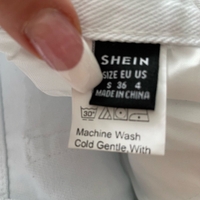 SHEIN
SIZE EU US
S 36 4
MADE IN CHINA
30°
Machine Wash
Cold Gentle With